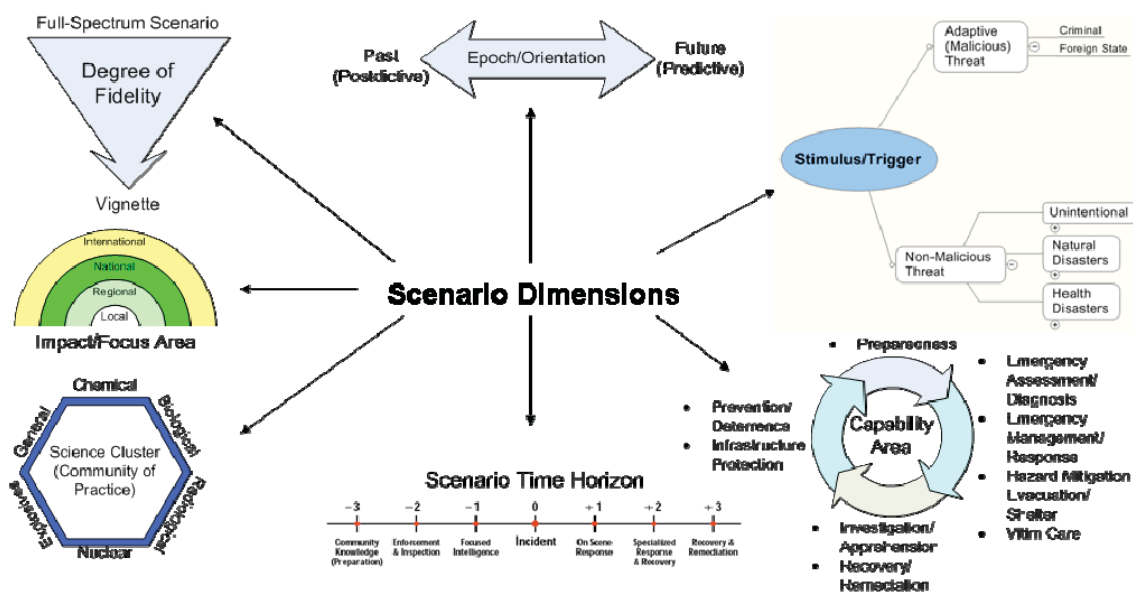 Full-Spectrum Scenario
Degree of
Fidelity
Vignette
Past
(Postdictive)
Epoch/Orientation
Future
(Predictive)
Stimulus/Trigger
Adaptive
(Malicious)
Threat
Criminal
Foreign State
Non-Malicious
Threat
Unintentional
Natural
Disasters
Health
Disasters
International
National
Regional
Local
Impact/Focus Area
Scenario Dimensions
Chemical
Biological
Radiological
Nuclear
Explosives
General
Science Cluster
(Community of
Practice)
Scenario Time Horizon
-3
-2
-1
0
+1
+2
+3
Community
Knowledge
(Preparation)
Enforcement
& Inspection
Focused
Intelligence
Incident
On Scene-
Response
Specialized
Response
& Recovery
Recovery &
Remediation
• Preparedness
• Prevention/
Deterrence
• Infrastructure
Protection
Capability
Area
• Emergency
Assessment/
Diagnosis
• Emergency
Management/
Response
• Hazard Mitigation
Evacuation/
Shelter
• Vitim Care
• Investigation/
Apprehension
• Recovery/
Remediation